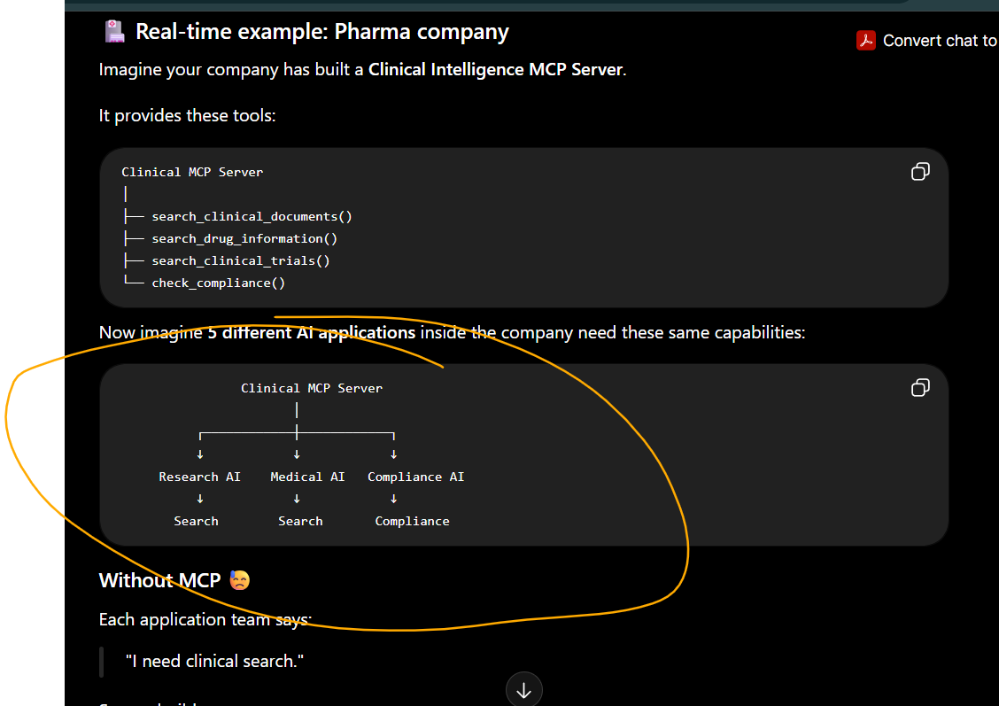 Real-time example: Pharma company
Convert chat to
Imagine your company has built a Clinical Intelligence MCP Server.
It provides these tools:
Clinical MCP Server
│
├── search_clinical_documents()
├── search_drug_information()
├── search_clinical_trials()
└── check_compliance()
Now imagine 5 different AI applications inside the company need these same capabilities:
Clinical MCP Server
Research AI Medical AI Compliance AI
↓ ↓ ↓
Search Search Compliance
Without MCP 😓
Each application team says:
"I need clinical search."